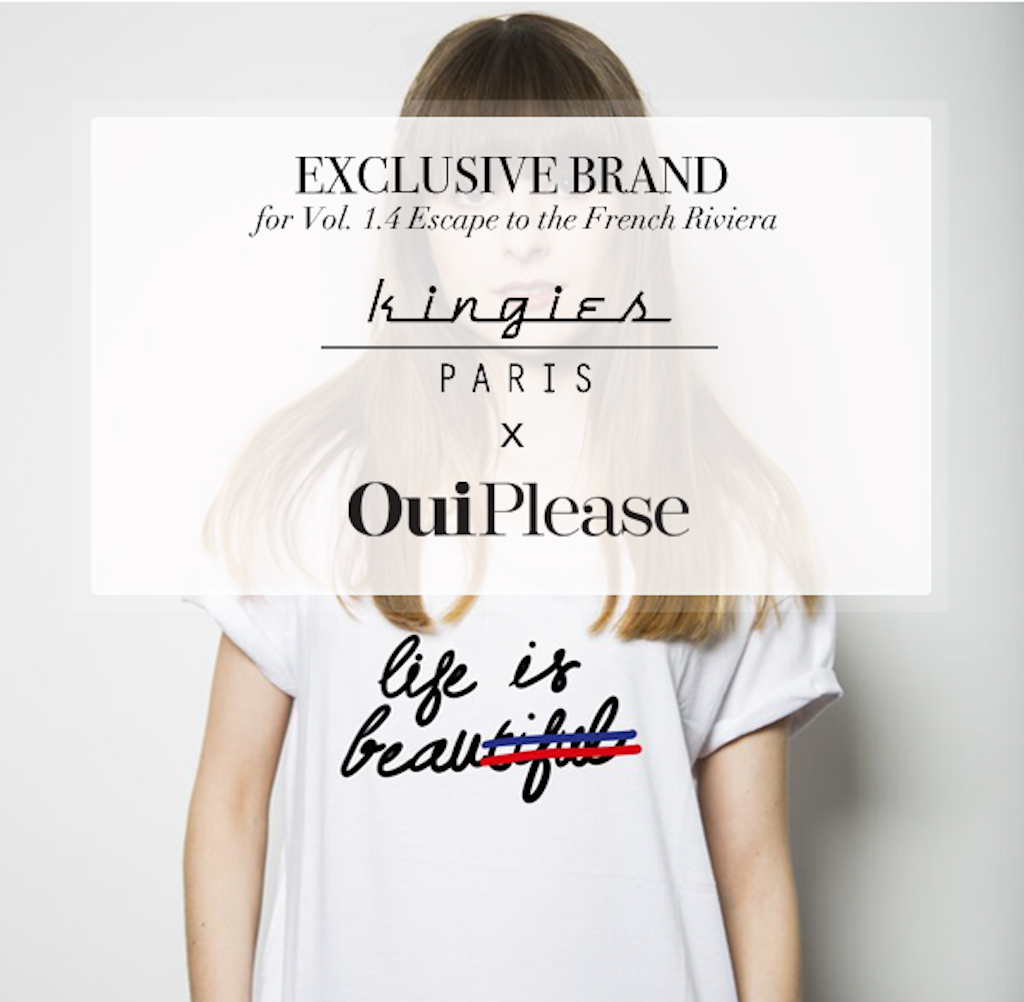 EXCLUSIVE BRAND
for Vol. 1.4 Escape to the French Riviera
kingies
PARIS
x
OuiPlease
life is
beautiful